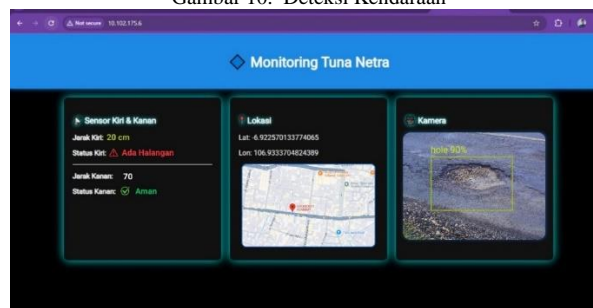 Gambar 10. Deteksi Kendaraan
Not secure 10.102.175.6
Monitoring Tuna Netra
Sensor Kiri & Kanan
Jarak Kiri: 20 cm
Status Kiri: Ada Halangan
Jarak Kanan: 70
Status Kanan: Aman
Lokasi
Lat: -6.922570133774065
Lon: 106.9333704824389
Kamera
hole 90%